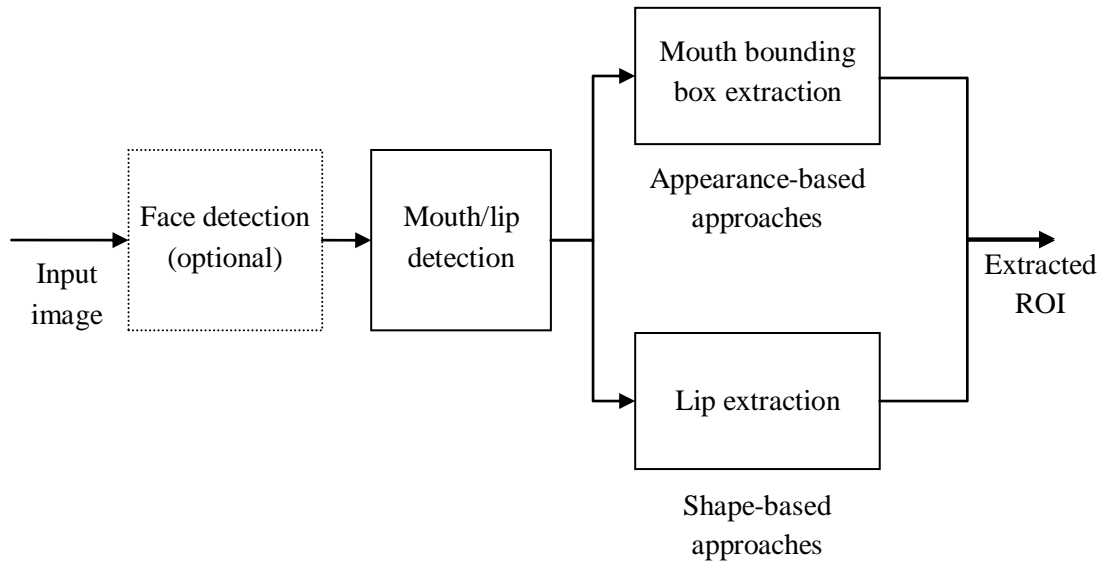 Input
image
Face detection
(optional)
Mouth/lip
detection
Mouth bounding
box extraction
Appearance-based
approaches
Lip extraction
Shape-based
approaches
Extracted
ROI